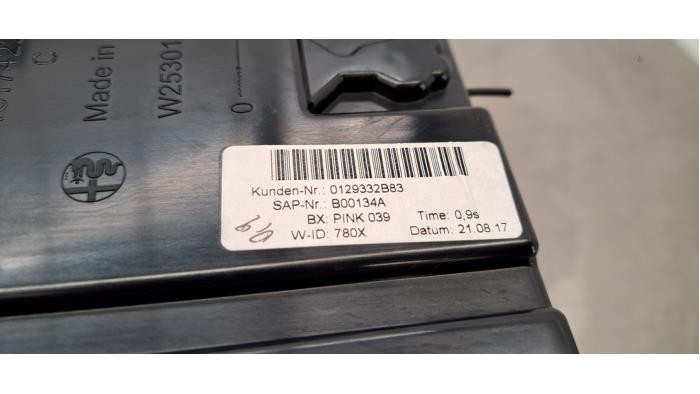 C
Made in
W25301
0
Kunden-Nr.: 0129332B83
SAP-Nr.: B00134A
BX: PINK 039 Time: 0,9s
W-ID: 780X Datum: 21.08.17